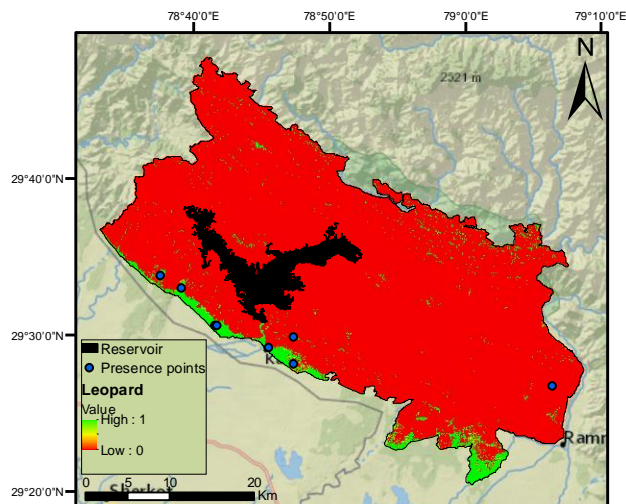 78°40'0"E 78°50'0"E 79°0'0"E 79°10'0"E
N
2321 m
29°40'0"N
29°30'0"N
29°20'0"N
Reservoir
Presence points
Leopard
Value
High : 1
Low : 0
Ramn
Sherkot
0 5 10 20
Km